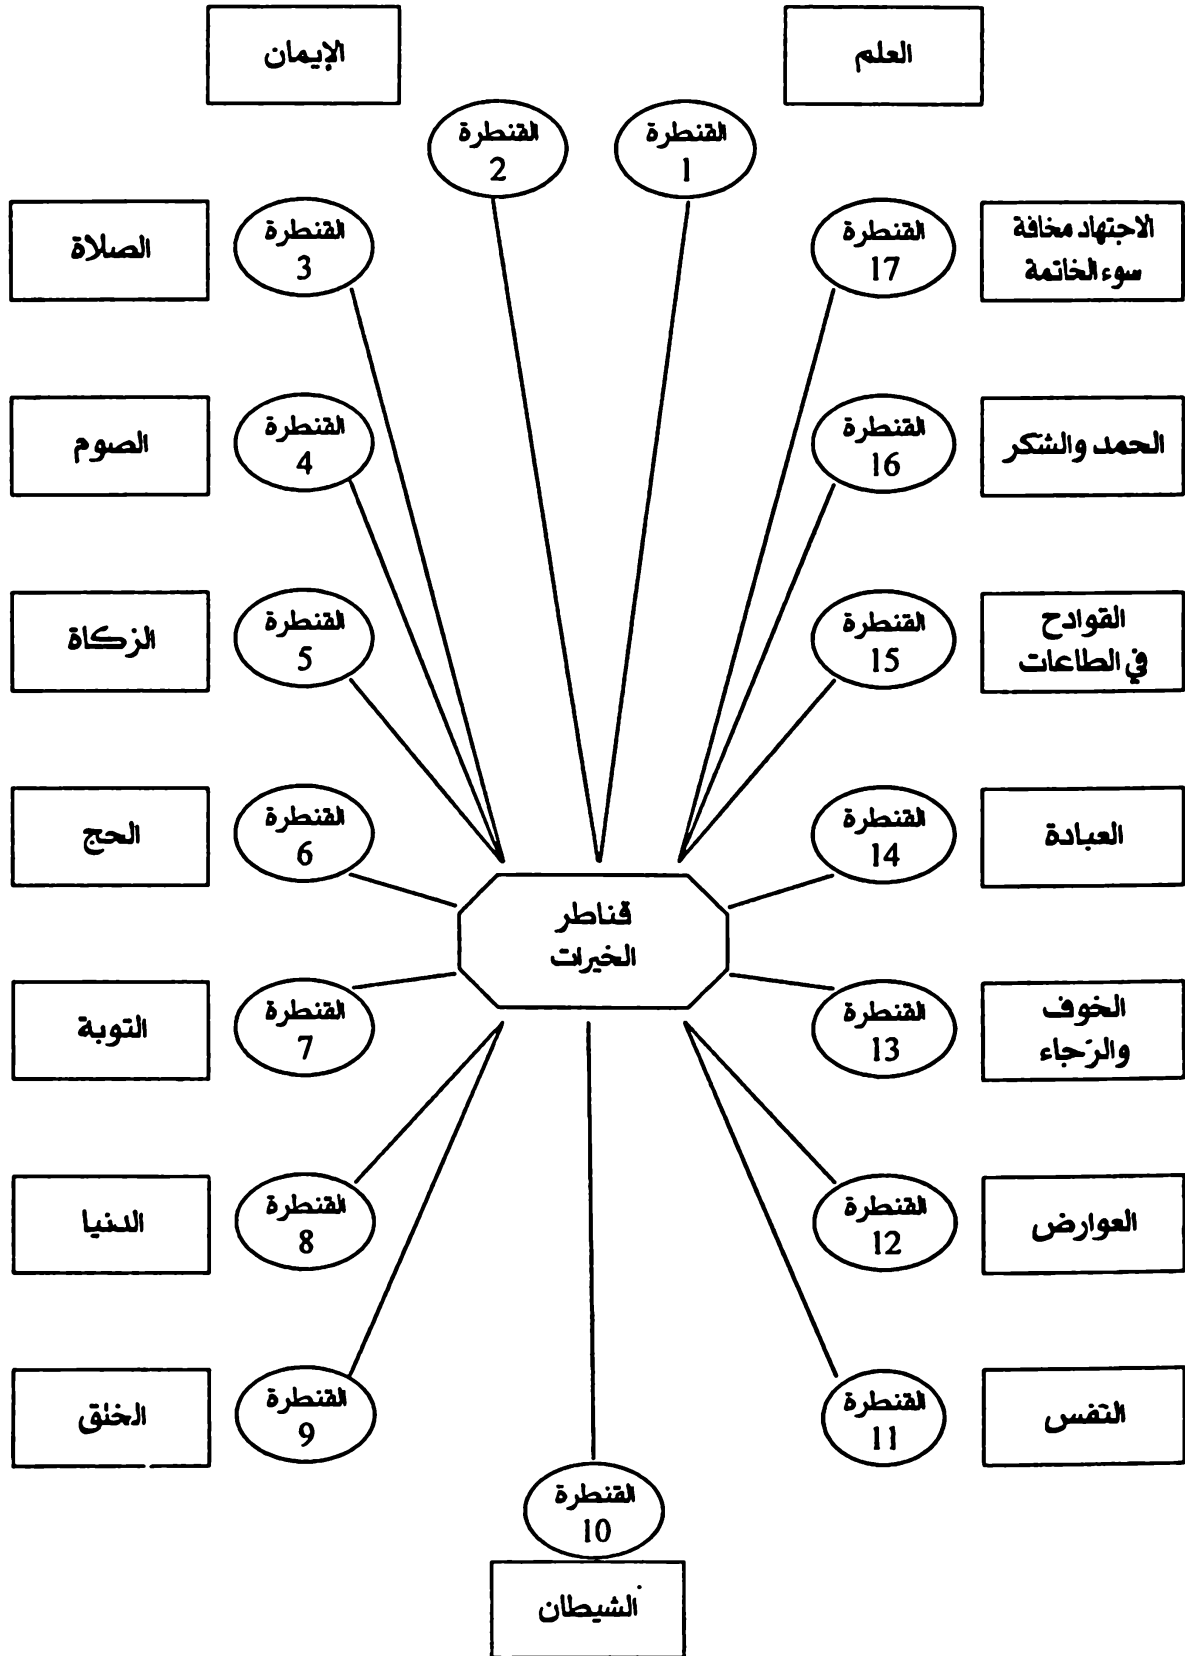 العلم
الإيمان
القنطرة
1
القنطرة
2
الاجتهاد مخافة
سوء الخاتمة
القنطرة
17
القنطرة
3
الصلاة
الحمد والشكر
القنطرة
16
القنطرة
4
الصوم
القوادح
في الطاعات
القنطرة
15
القنطرة
5
الزكاة
العبادة
القنطرة
14
القنطرة
6
الحج
قناطر
الخيرات
الخوف
والرّجاء
القنطرة
13
القنطرة
7
التوبة
العوارض
القنطرة
12
القنطرة
8
الدنيا
النفس
القنطرة
11
القنطرة
9
الخلق
القنطرة
10
الشيطان